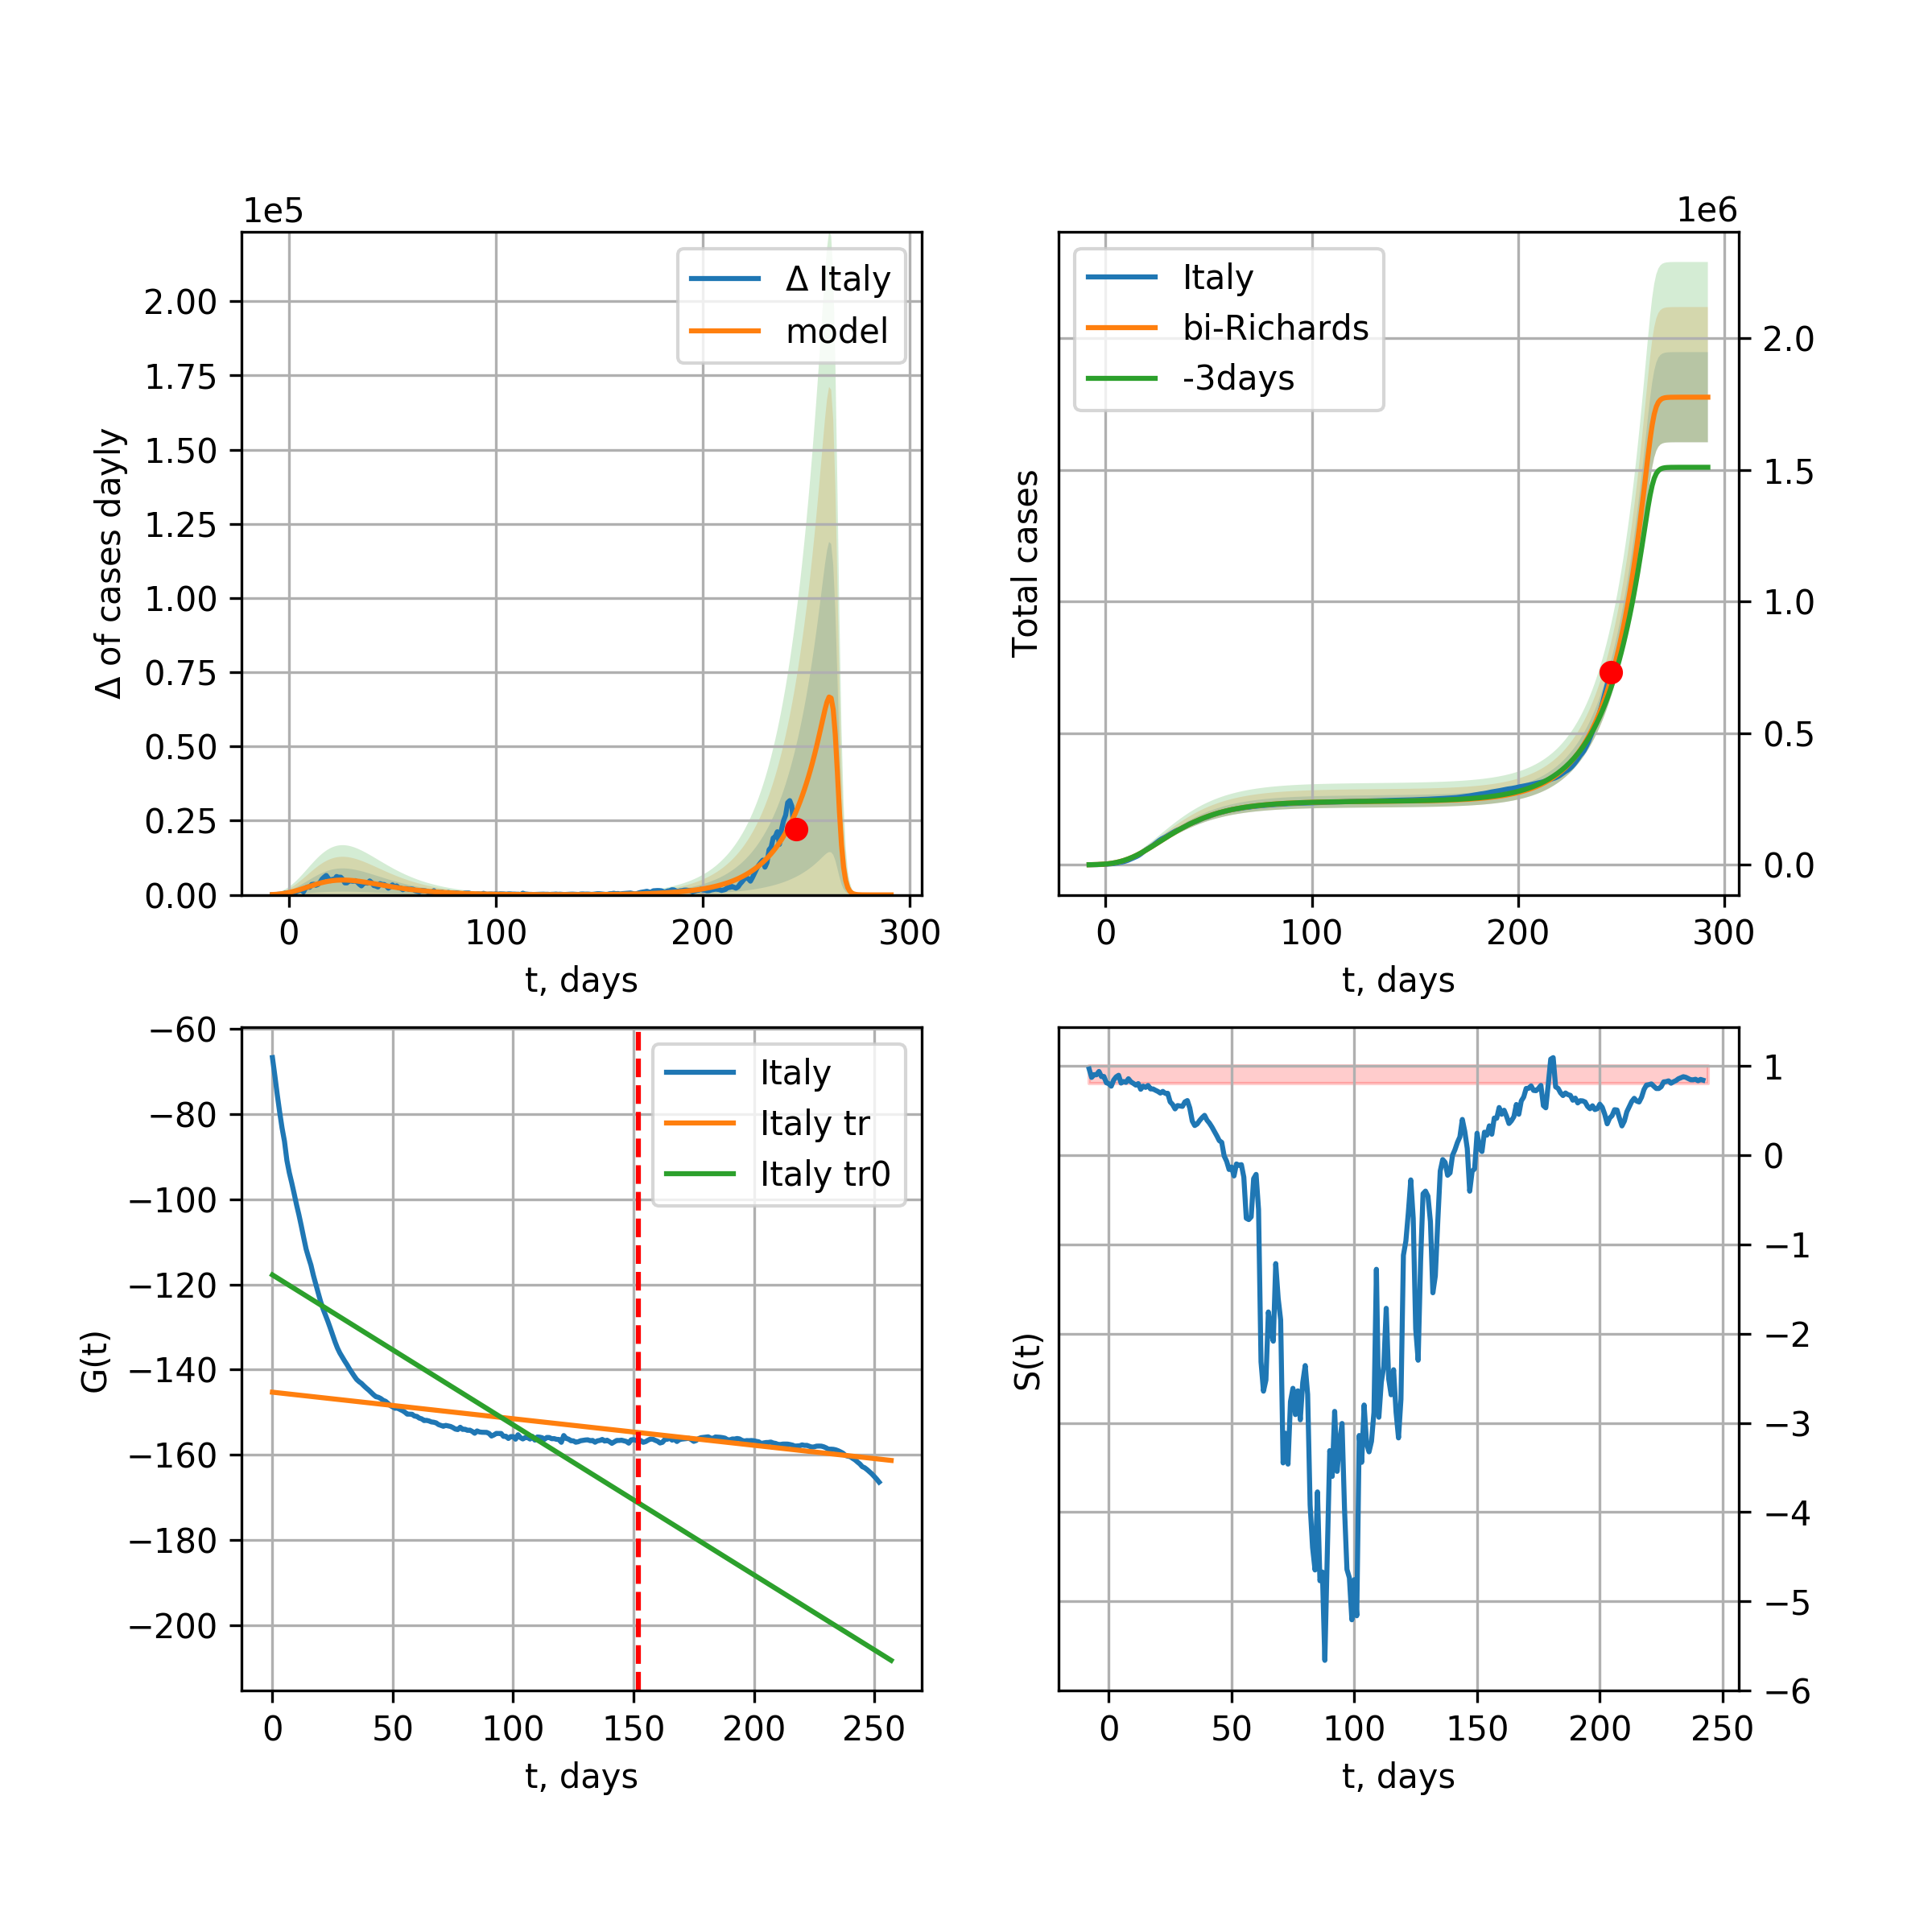 1e5
Δ of cases dayly
2.00
1.75
1.50
1.25
1.00
0.75
0.50
0.25
0.00
0 100 200 300
t, days
Δ Italy
model
1e6
Total cases
2.0
1.5
1.0
0.5
0.0
0 100 200 300
t, days
Italy
bi-Richards
-3days
G(t)
−60
−80
−100
−120
−140
−160
−180
−200
0 50 100 150 200 250
t, days
Italy
Italy tr
Italy tr0
S(t)
1
0
−1
−2
−3
−4
−5
−6
0 50 100 150 200 250
t, days